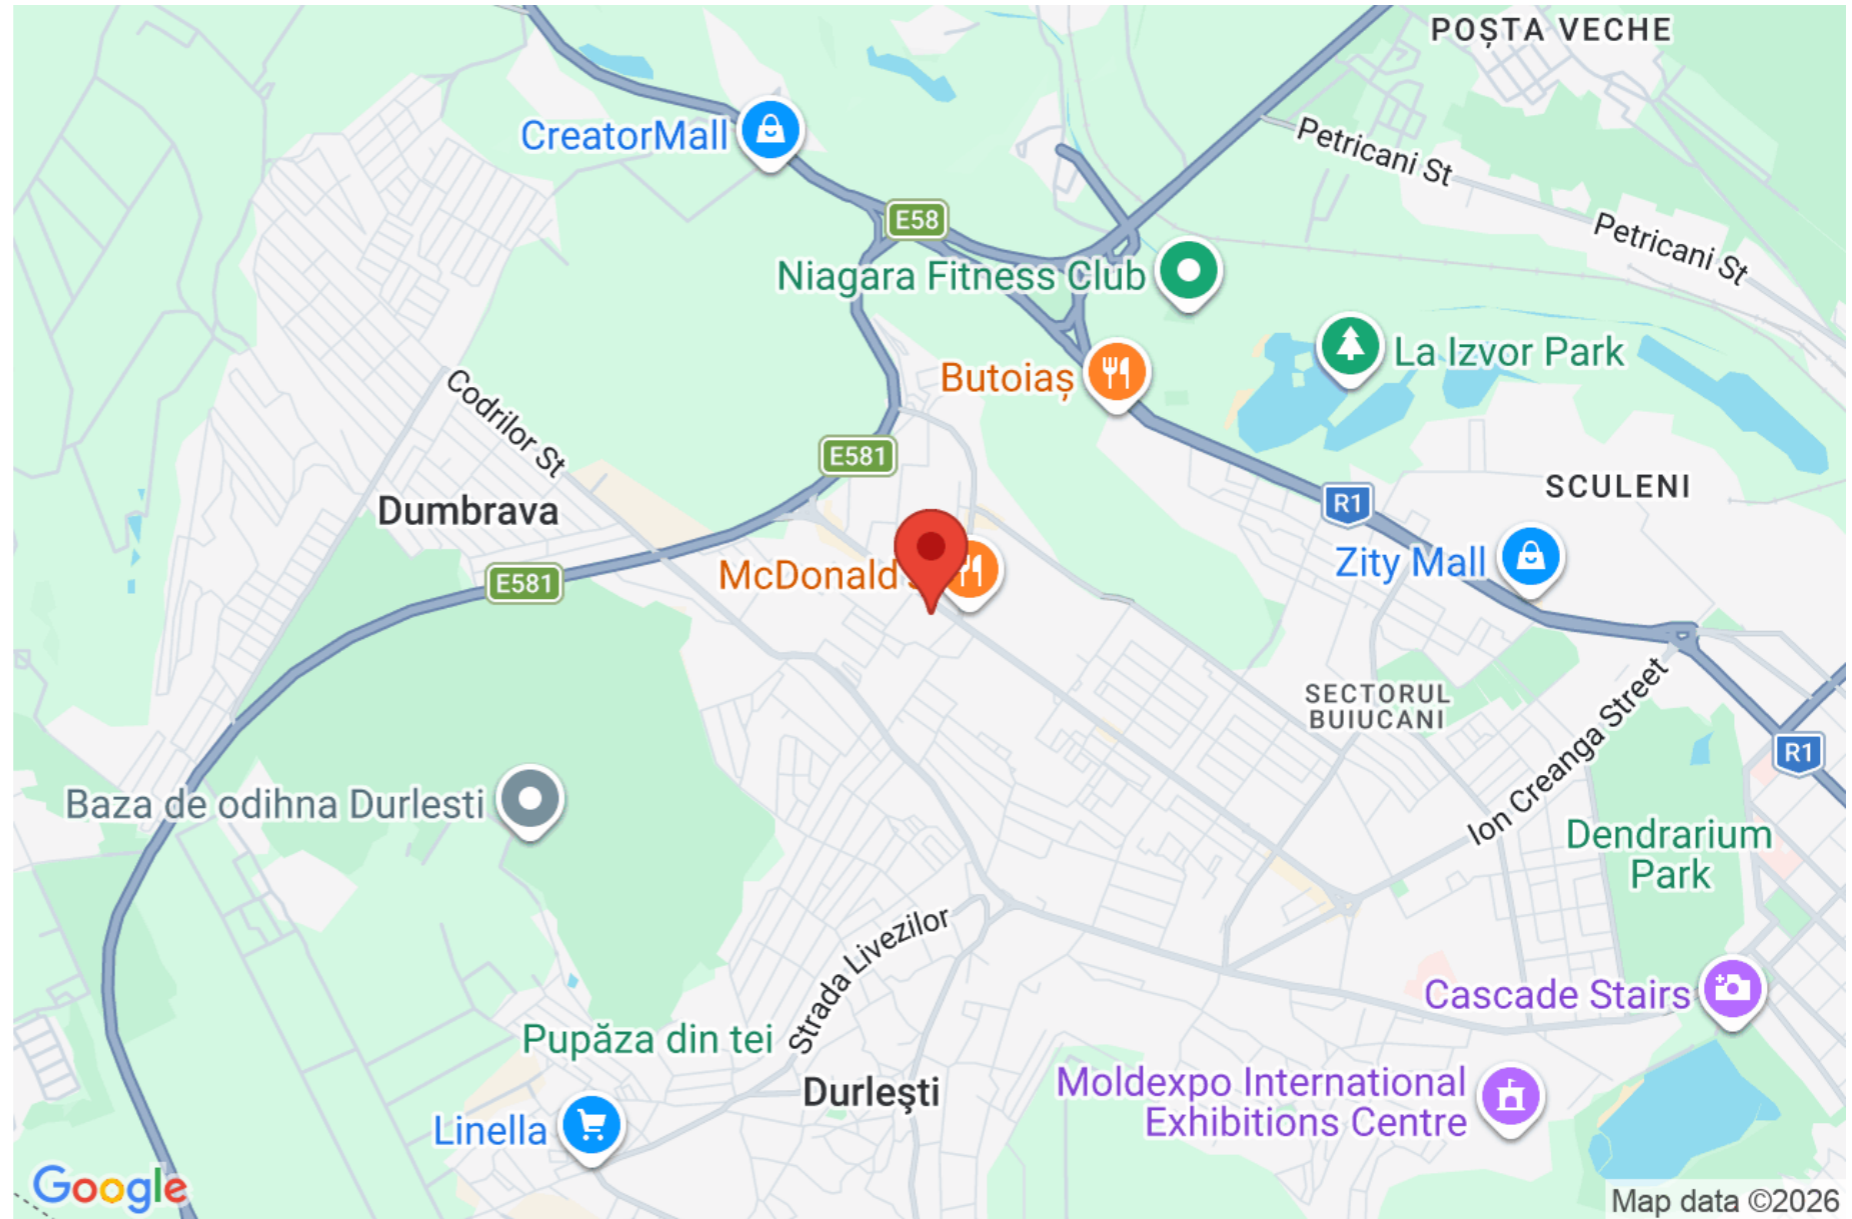 POȘTA VECHE
CreatorMall
Petricani St
E58
Petricani St
Niagara Fitness Club
La Izvor Park
Butoiaș
Codrilor St
E581
SCULENI
R1
Dumbrava
Zity Mall
McDonald's
E581
SECTORUL
BUIUCANI
Ion Creanga Street
R1
Baza de odihna Durlesti
Dendrarium
Park
Strada Livezilor
Cascade Stairs
Pupăza din tei
Durleşti
Moldexpo International
Exhibitions Centre
Linella
Google
Map data ©2026